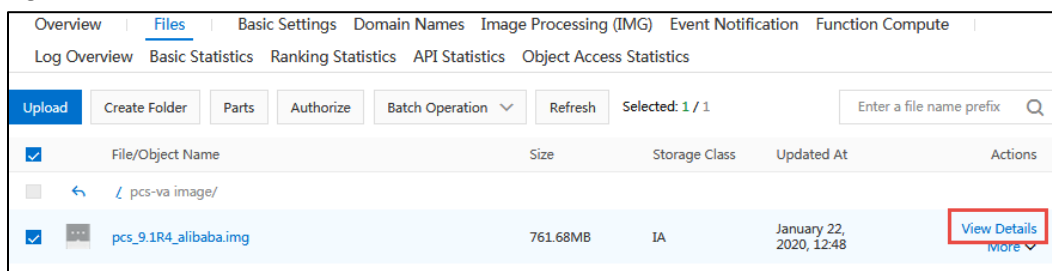 Overview Files Basic Settings Domain Names Image Processing (IMG) Event Notification Function Compute
Log Overview Basic Statistics Ranking Statistics API Statistics Object Access Statistics
Upload Create Folder Parts Authorize Batch Operation Refresh Selected: 1 / 1 Enter a file name prefix
File/Object Name Size Storage Class Updated At Actions
/ pcs-va image/
pcs_9.1R4_alibaba.img 761.68MB IA January 22, 2020, 12:48 View Details
More